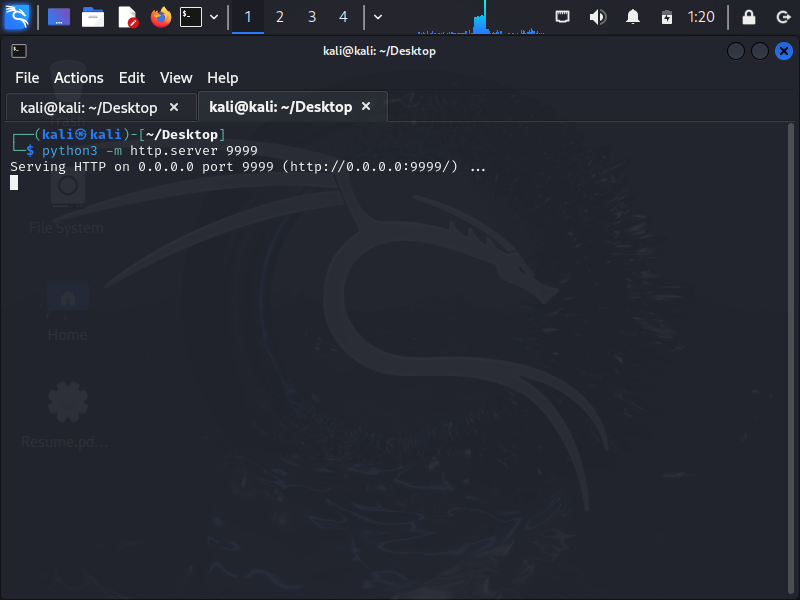 1 2 3 4 1:20
kali@kali: ~/Desktop
File Actions Edit View Help
kali@kali: ~/Desktop × kali@kali: ~/Desktop ×
┌──(kali㉿kali)-[~/Desktop]
└─$ python3 -m http.server 9999
Serving HTTP on 0.0.0.0 port 9999 (http://0.0.0.0:9999/) ...
Trash
File System
Home
Resume.pd...